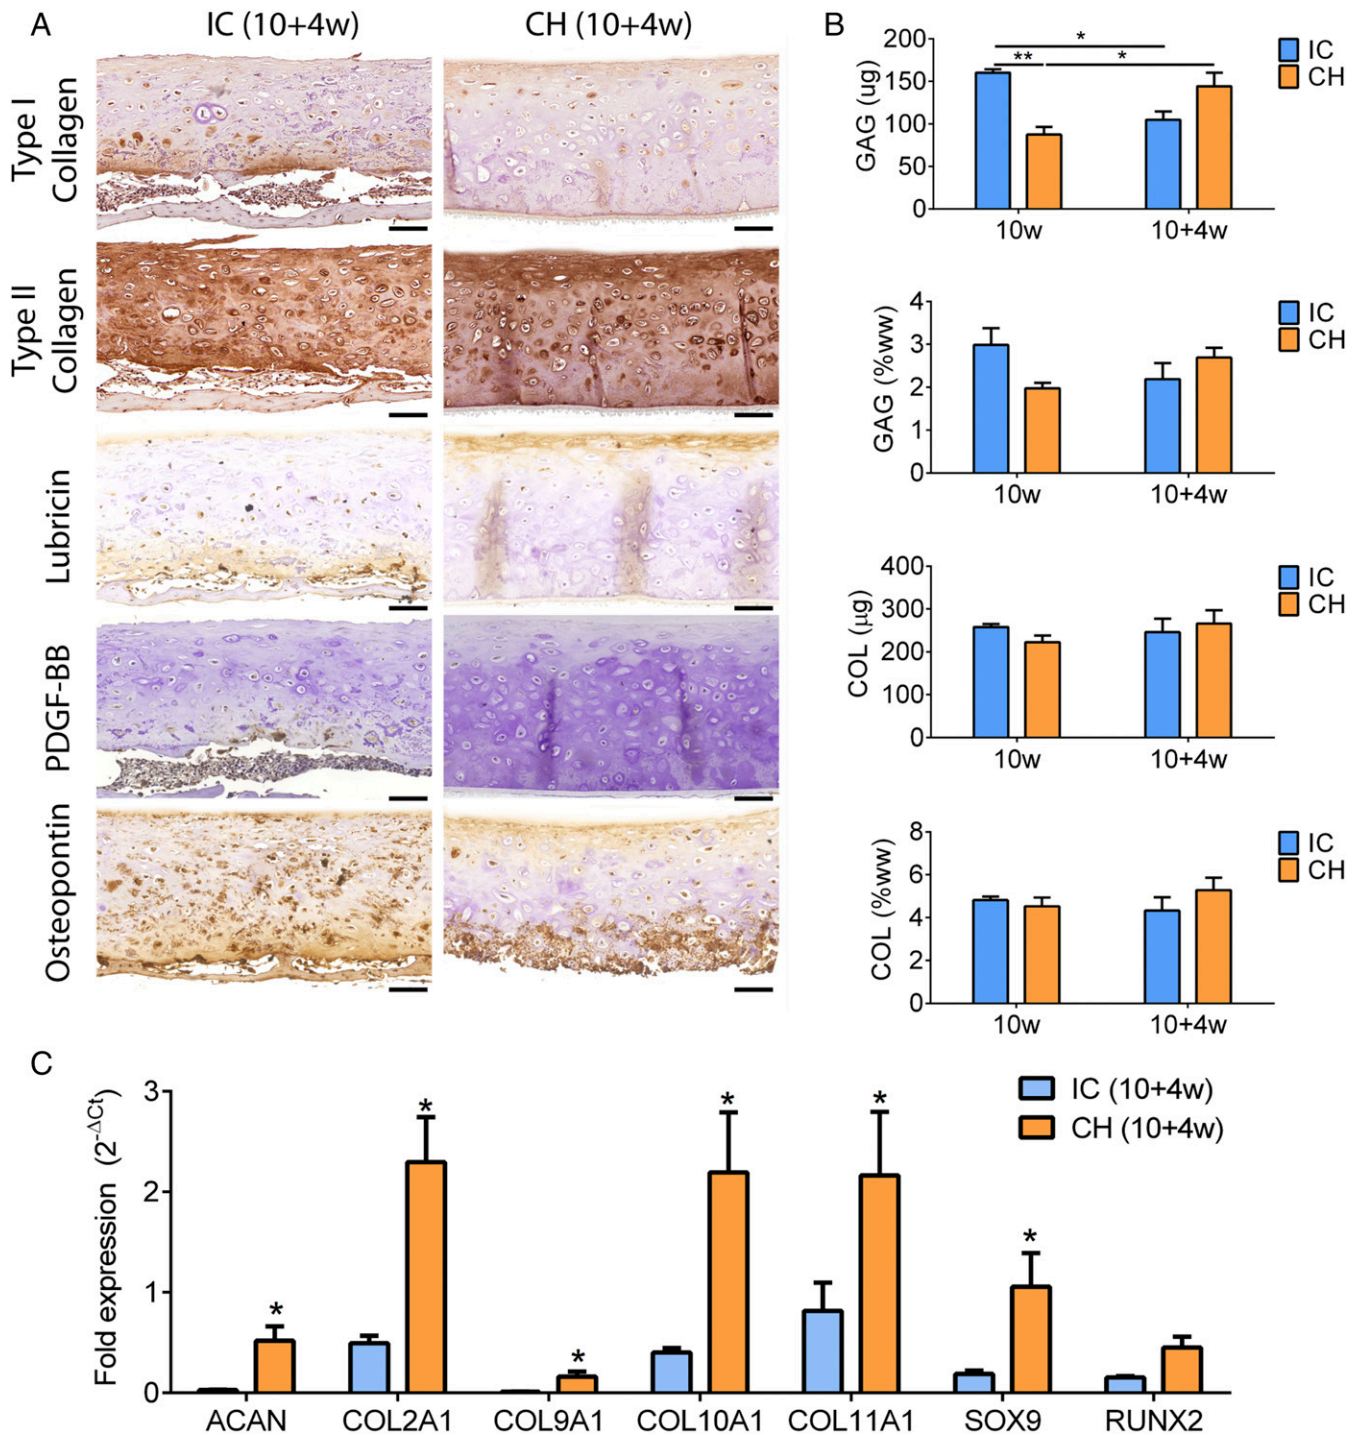 A
IC (10+4w)
CH (10+4w)
Type I
Collagen
Type II
Collagen
Lubricin
PDGF-BB
Osteopontin
B
GAG (ug)
200
150
100
50
0
*
**
*
10w
10+4w
IC
CH
GAG (%ww)
4
3
2
1
0
10w
10+4w
IC
CH
COL (μg)
400
300
200
100
0
10w
10+4w
IC
CH
COL (%ww)
8
6
4
2
0
10w
10+4w
IC
CH
C
Fold expression (2-ΔCt)
3
2
1
0
IC (10+4w)
CH (10+4w)
*
*
*
*
*
*
ACAN
COL2A1
COL9A1
COL10A1
COL11A1
SOX9
RUNX2